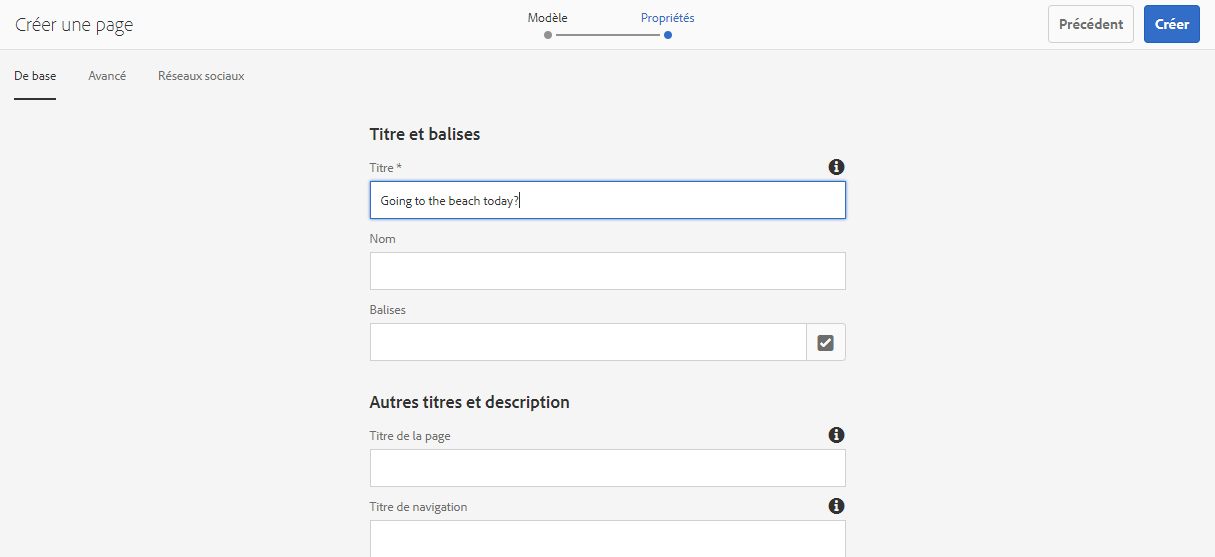 Créer une page
Modèle
Propriétés
Précédent
Créer
De base
Avancé
Réseaux sociaux
Titre et balises
Titre *
Going to the beach today?
Nom
Balises
Autres titres et description
Titre de la page
Titre de navigation